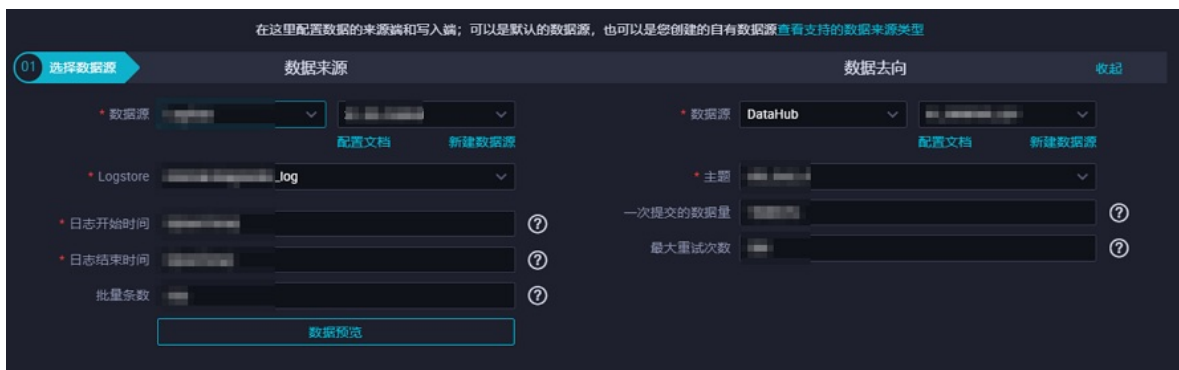 在这里配置数据的来源端和写入端；可以是默认的数据源，也可以是您创建的自有数据源查看支持的数据来源类型
01 选择数据源 数据来源 数据去向 收起
* 数据源
配置文档 新建数据源
* Logstore _log
* 日志开始时间
* 日志结束时间
批量条数
数据预览
* 数据源 DataHub
配置文档 新建数据源
* 主题
一次提交的数据量
最大重试次数